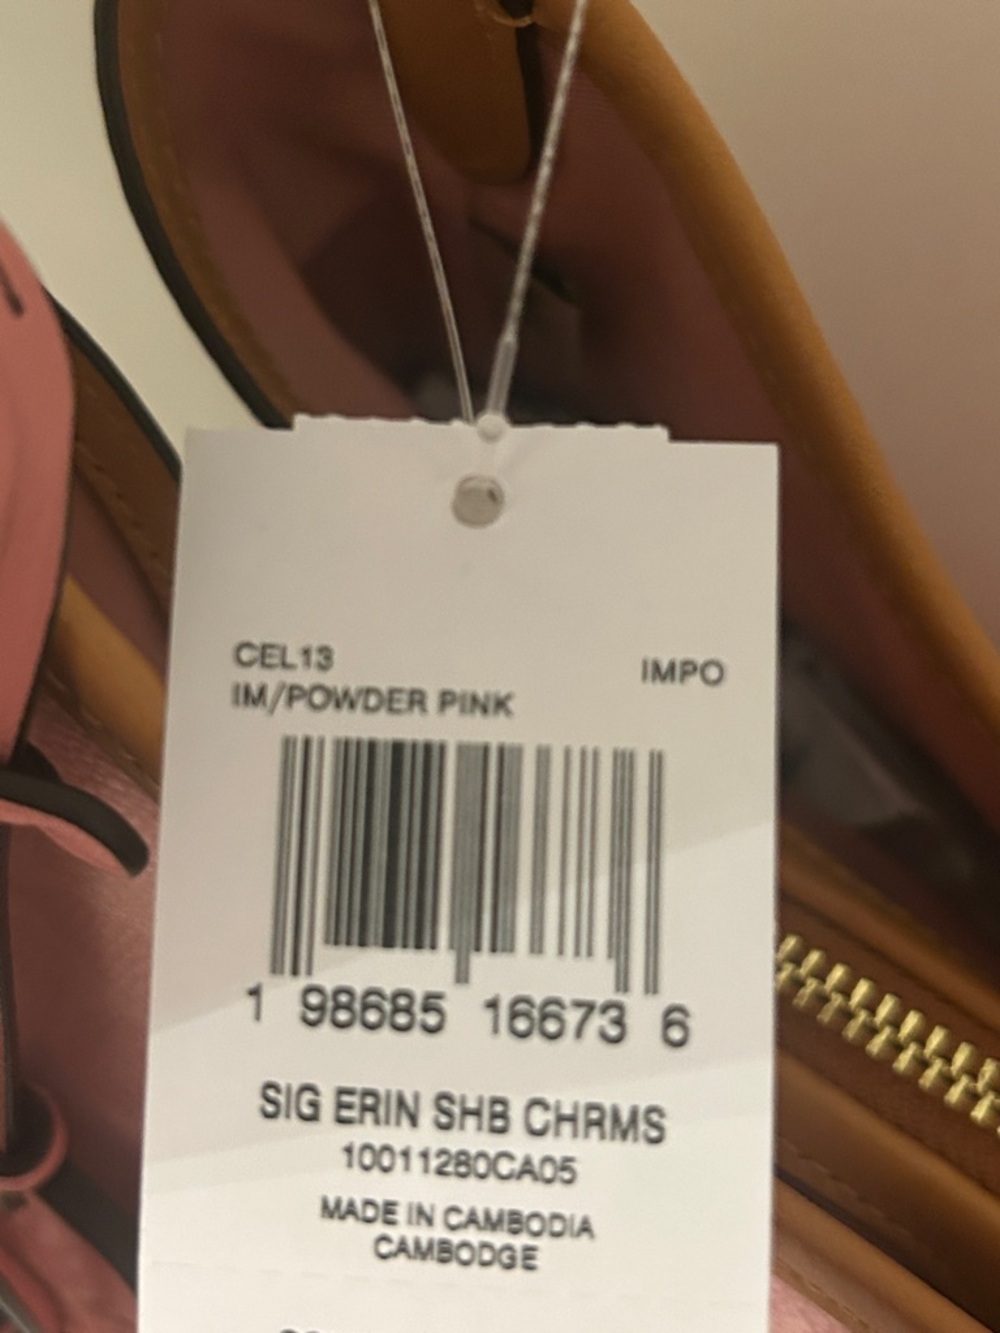 CEL13 IMPO
IM/POWDER PINK
1 98685 16673 6
SIG ERIN SHB CHRMS
10011280CA05
MADE IN CAMBODIA
CAMBODGE